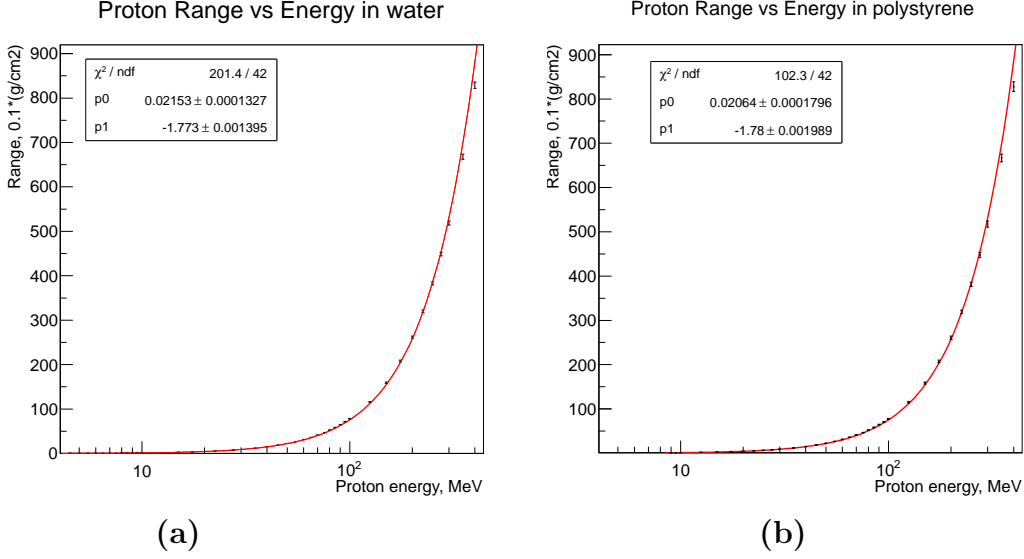 Proton Range vs Energy in water
Range, 0.1*(g/cm2)
900
800
700
600
500
400
300
200
100
0
χ² / ndf 201.4 / 42
p0 0.02153 ± 0.0001327
p1 -1.773 ± 0.001395
10 10²
Proton energy, MeV
(a)
Proton Range vs Energy in polystyrene
Range, 0.1*(g/cm2)
900
800
700
600
500
400
300
200
100
0
χ² / ndf 102.3 / 42
p0 0.02064 ± 0.0001796
p1 -1.78 ± 0.001989
10 10²
Proton energy, MeV
(b)